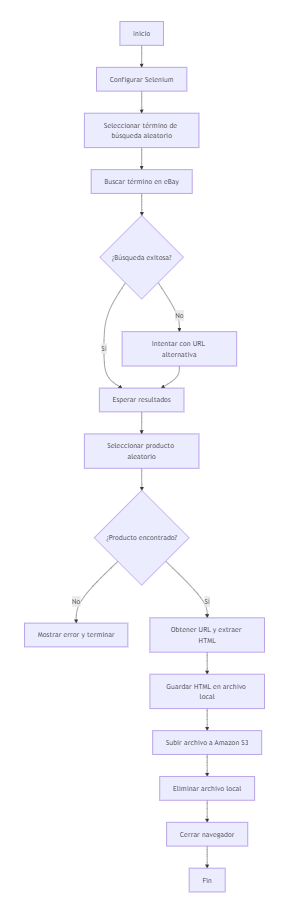 Inicio
Configurar Selenium
Seleccionar término de
búsqueda aleatorio
Buscar término en eBay
¿Búsqueda exitosa?
No
Sí
Intentar con URL
alternativa
Esperar resultados
Seleccionar producto
aleatorio
¿Producto encontrado?
No
Sí
Mostrar error y terminar
Obtener URL y extraer
HTML
Guardar HTML en archivo
local
Subir archivo a Amazon S3
Eliminar archivo local
Cerrar navegador
Fin